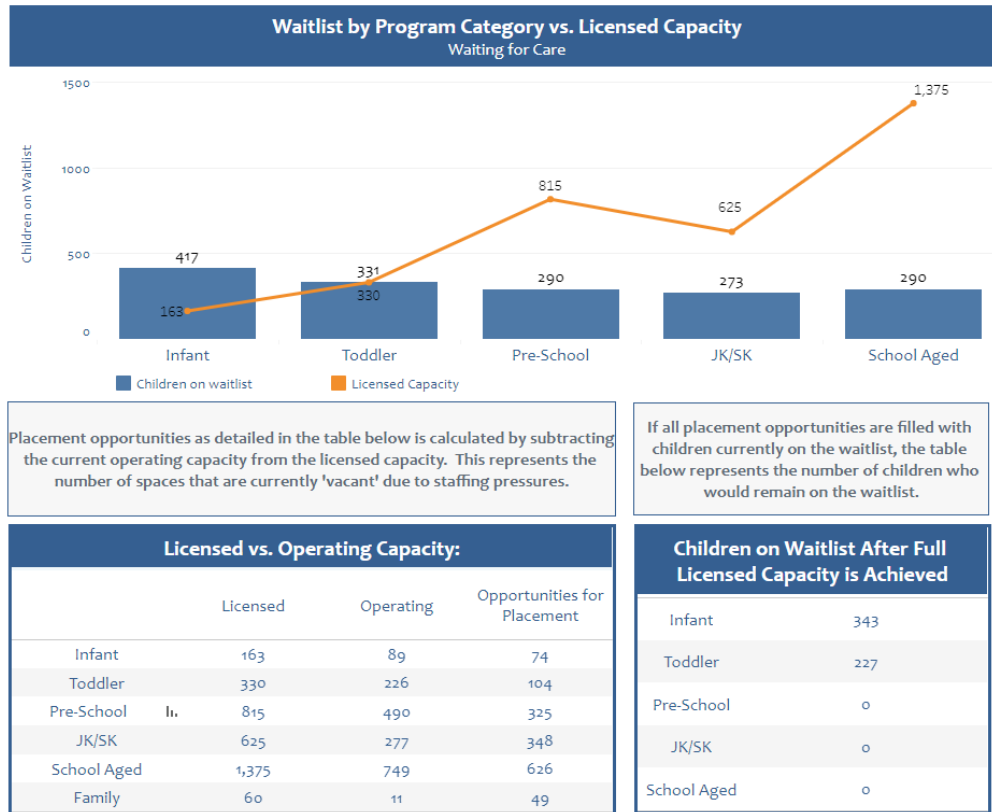 Waitlist by Program Category vs. Licensed Capacity
Waiting for Care
1500
1000
500
0
Children on Waitlist
417
163
331
330
815
290
625
273
1,375
290
Infant Toddler Pre-School JK/SK School Aged
Children on waitlist Licensed Capacity
Placement opportunities as detailed in the table below is calculated by subtracting
the current operating capacity from the licensed capacity. This represents the
number of spaces that are currently 'vacant' due to staffing pressures.
If all placement opportunities are filled with
children currently on the waitlist, the table
below represents the number of children who
would remain on the waitlist.
Licensed vs. Operating Capacity:
Licensed Operating Opportunities for
Placement
Infant 163 89 74
Toddler 330 226 104
Pre-School 815 490 325
JK/SK 625 277 348
School Aged 1,375 749 626
Family 60 11 49
Children on Waitlist After Full
Licensed Capacity is Achieved
Infant 343
Toddler 227
Pre-School 0
JK/SK 0
School Aged 0